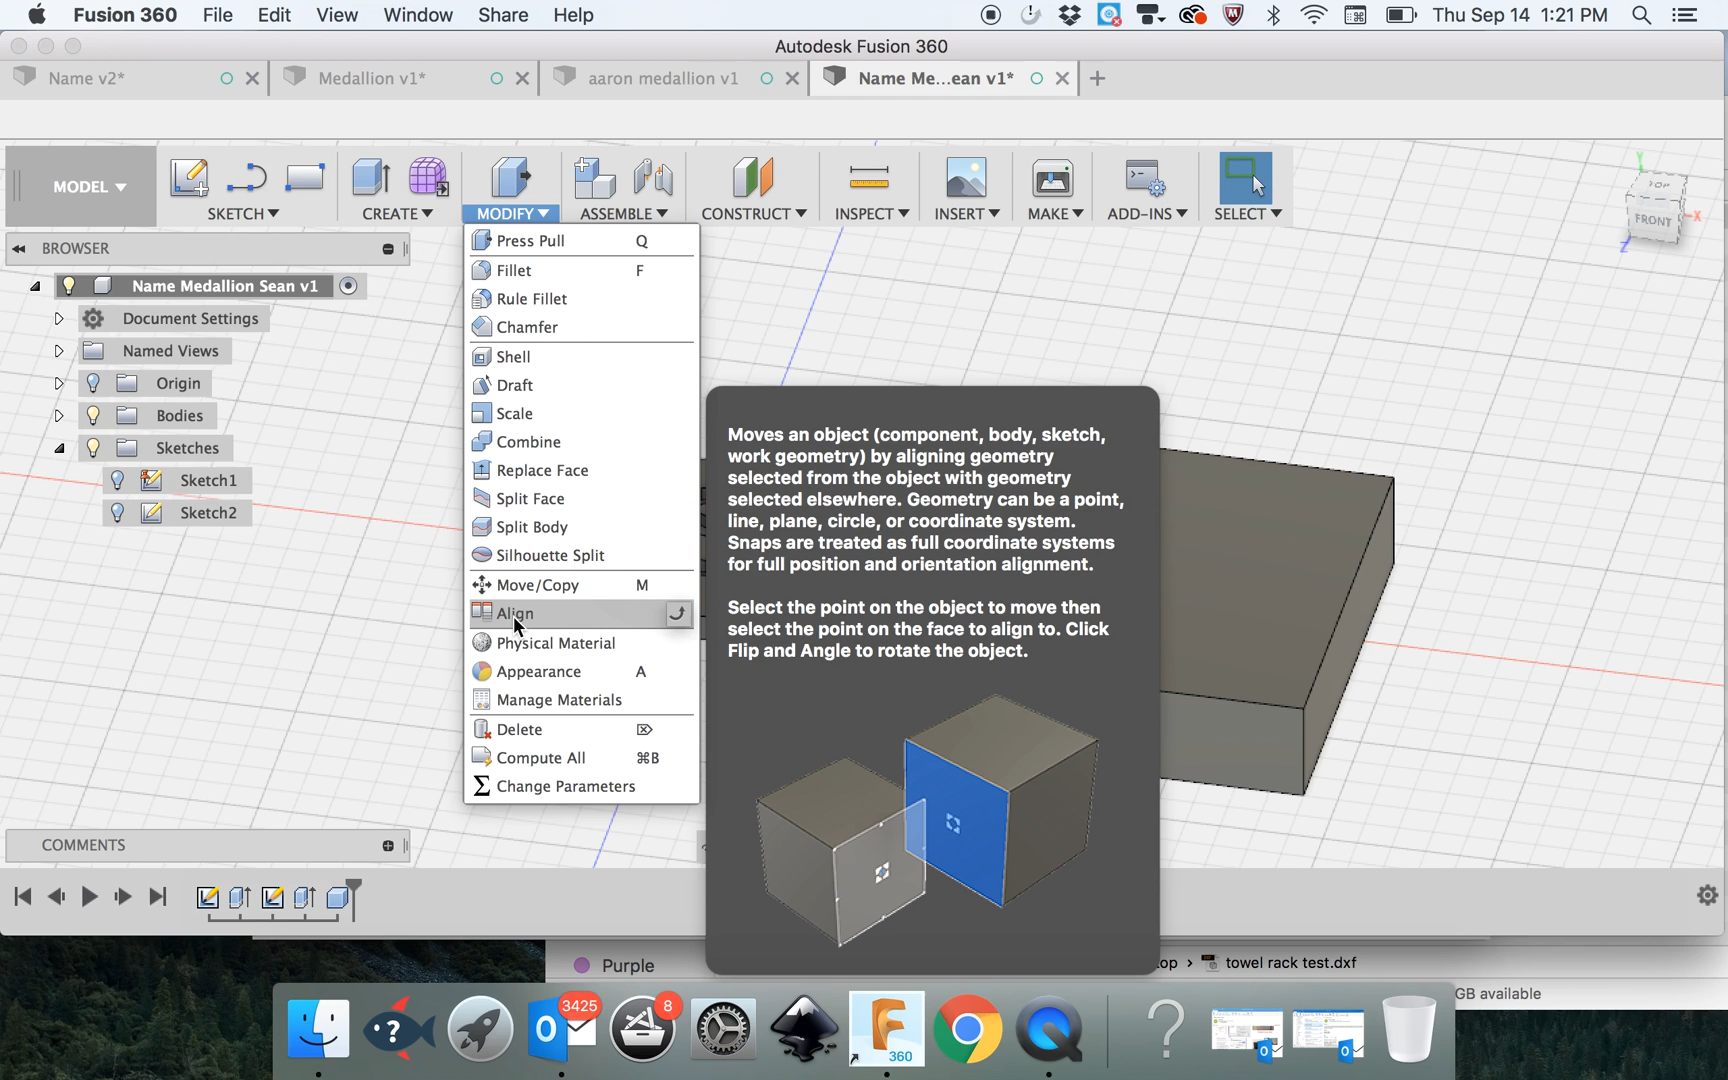 Fusion 360 File Edit View Window Share Help Thu Sep 14 1:21 PM
Autodesk Fusion 360
Name v2* Medallion v1* aaron medallion v1 Name Me...ean v1*
MODEL
SKETCH CREATE MODIFY ASSEMBLE CONSTRUCT INSPECT INSERT MAKE ADD-INS SELECT
TOP
FRONT
X
Y
Z
BROWSER
Name Medallion Sean v1
Document Settings
Named Views
Origin
Bodies
Sketches
Sketch1
Sketch2
Press Pull Q
Fillet F
Rule Fillet
Chamfer
Shell
Draft
Scale
Combine
Replace Face
Split Face
Split Body
Silhouette Split
Move/Copy M
Align
Physical Material
Appearance A
Manage Materials
Delete
Compute All ⌘B
Change Parameters
Moves an object (component, body, sketch,
work geometry) by aligning geometry
selected from the object with geometry
selected elsewhere. Geometry can be a point,
line, plane, circle, or coordinate system.
Snaps are treated as full coordinate systems
for full position and orientation alignment.
Select the point on the object to move then
select the point on the face to align to. Click
Flip and Angle to rotate the object.
COMMENTS
Purple
op › towel rack test.dxf
GB available
3425
8
360